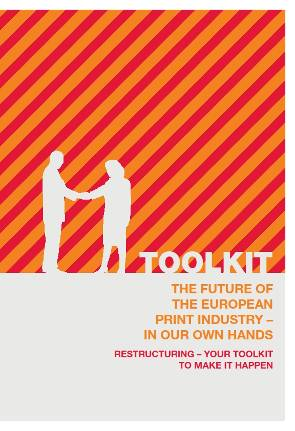 TOOLKIT
THE FUTURE OF
THE EUROPEAN
PRINT INDUSTRY –
IN OUR OWN HANDS
RESTRUCTURING – YOUR TOOLKIT
TO MAKE IT HAPPEN